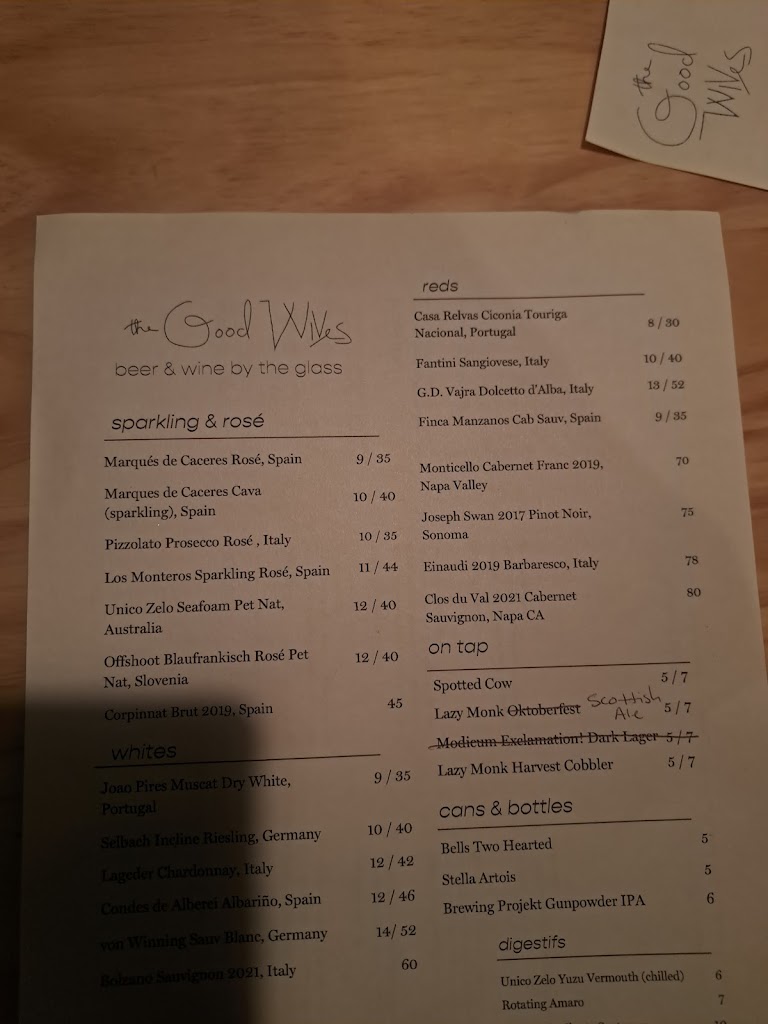 the
Good
Wives
the Good Wives
beer & wine by the glass
sparkling & rosé
Marqués de Caceres Rosé, Spain 9 / 35
Marques de Caceres Cava 10 / 40
(sparkling), Spain
Pizzolato Prosecco Rosé , Italy 10 / 35
Los Monteros Sparkling Rosé, Spain 11 / 44
Unico Zelo Seafoam Pet Nat, 12 / 40
Australia
Offshoot Blaufrankisch Rosé Pet 12 / 40
Nat, Slovenia
Corpinnat Brut 2019, Spain 45
whites
Joao Pires Muscat Dry White, 9 / 35
Portugal
Selbach Incline Riesling, Germany 10 / 40
Lageder Chardonnay, Italy 12 / 42
Condes de Alberei Albariño, Spain 12 / 46
von Winning Sauv Blanc, Germany 14/ 52
Bolzano Sauvignon 2021, Italy 60
reds
Casa Relvas Ciconia Touriga 8 / 30
Nacional, Portugal
Fantini Sangiovese, Italy 10 / 40
G.D. Vajra Dolcetto d'Alba, Italy 13 / 52
Finca Manzanos Cab Sauv, Spain 9 / 35
Monticello Cabernet Franc 2019, 70
Napa Valley
Joseph Swan 2017 Pinot Noir, 75
Sonoma
Einaudi 2019 Barbaresco, Italy 78
Clos du Val 2021 Cabernet 80
Sauvignon, Napa CA
on tap
Spotted Cow 5 / 7
Lazy Monk Oktoberfest Scottish Ale 5 / 7
Modicum Exclamation! Dark Lager 5 / 7
Lazy Monk Harvest Cobbler 5 / 7
cans & bottles
Bells Two Hearted 5
Stella Artois 5
Brewing Projekt Gunpowder IPA 6
digestifs
Unico Zelo Yuzu Vermouth (chilled) 6
Rotating Amaro 7